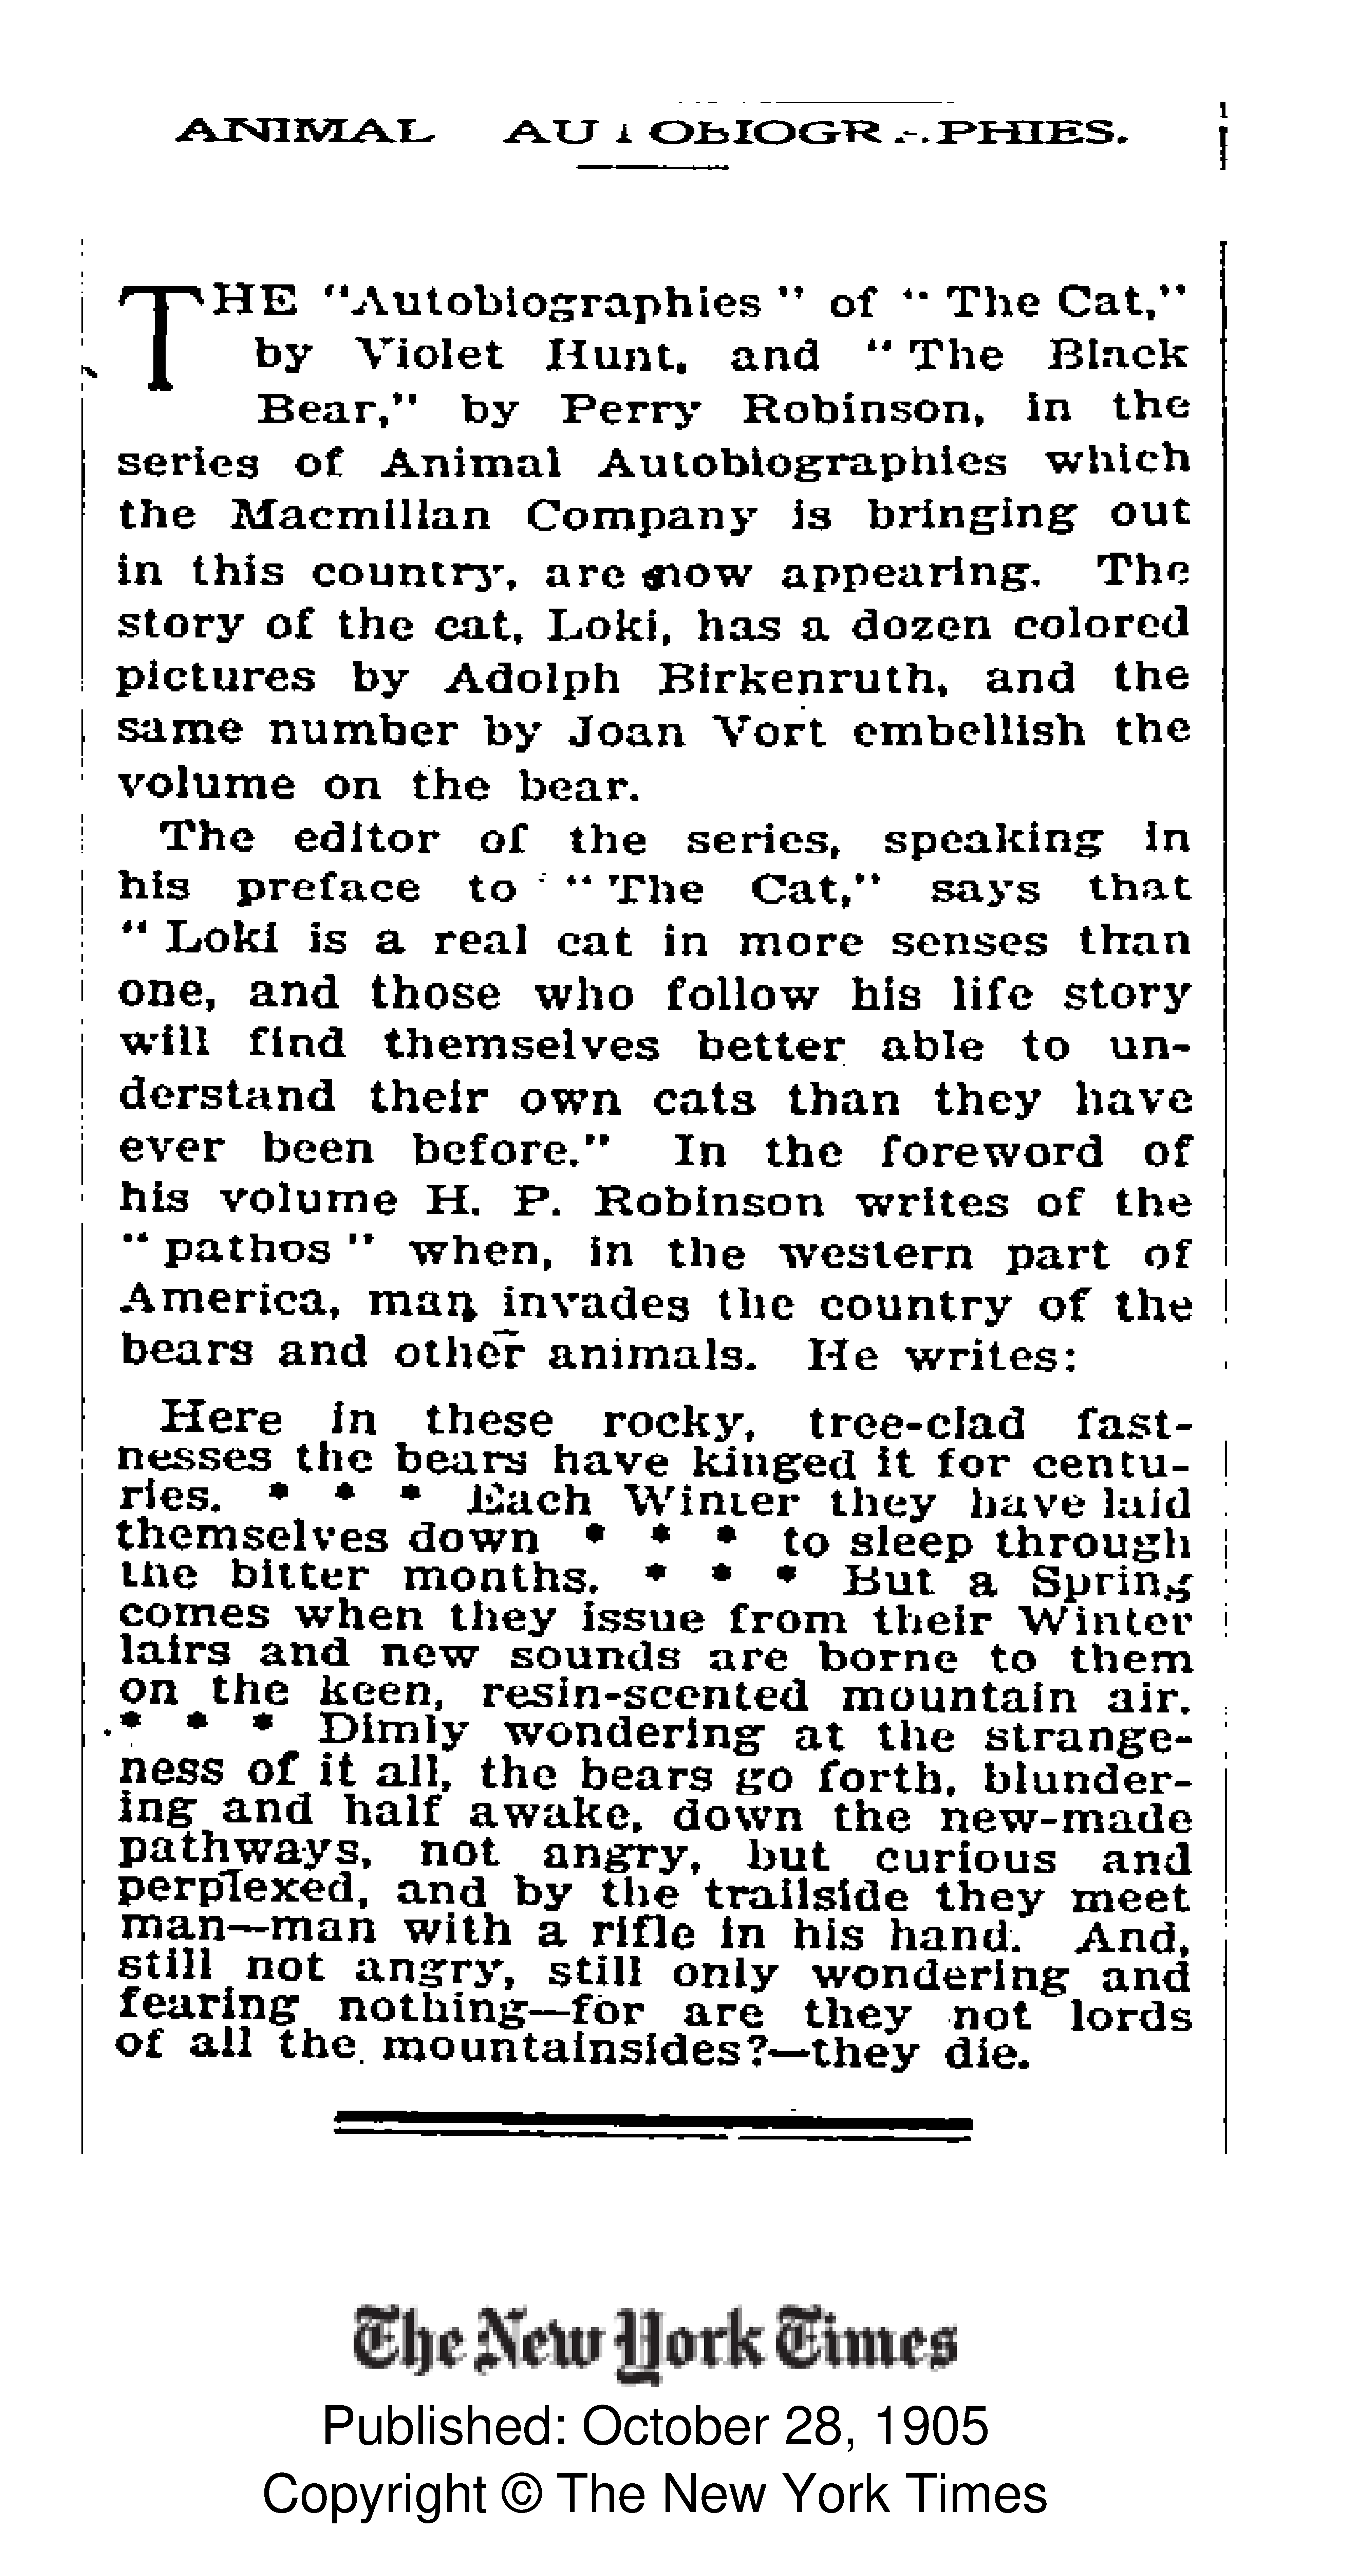 ANIMAL AUTOBIOGRAPHIES.
THE "Autobiographies" of "The Cat,"
by Violet Hunt, and "The Black
Bear," by Perry Robinson, in the
series of Animal Autobiographies which
the Macmillan Company is bringing out
in this country, are now appearing. The
story of the cat, Loki, has a dozen colored
pictures by Adolph Birkenruth, and the
same number by Joan Vort embellish the
volume on the bear.
The editor of the series, speaking in
his preface to "The Cat," says that
"Loki is a real cat in more senses than
one, and those who follow his life story
will find themselves better able to un-
derstand their own cats than they have
ever been before." In the foreword of
his volume H. P. Robinson writes of the
"pathos" when, in the western part of
America, man invades the country of the
bears and other animals. He writes:
Here in these rocky, tree-clad fast-
nesses the bears have kinged it for centu-
ries. * * * Each Winter they have laid
themselves down * * * to sleep through
the bitter months. * * * But a Spring
comes when they issue from their Winter
lairs and new sounds are borne to them
on the keen, resin-scented mountain air.
* * * Dimly wondering at the strange-
ness of it all, the bears go forth, blunder-
ing and half awake, down the new-made
pathways, not angry, but curious and
perplexed, and by the trailside they meet
man—man with a rifle in his hand. And,
still not angry, still only wondering and
fearing nothing—for are they not lords
of all the mountainsides?—they die.
The New York Times
Published: October 28, 1905
Copyright © The New York Times